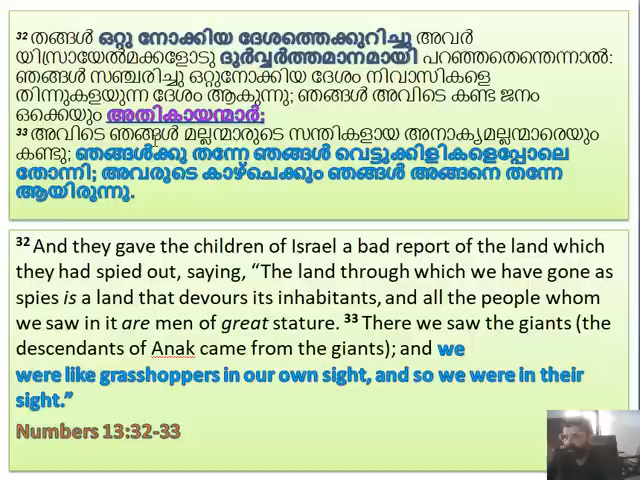 32 തങ്ങൾ ഒറ്റു നോക്കിയ ദേശത്തെക്കുറിച്ചു അവർ
യിസ്രായേൽമക്കളോടു ദുർവർത്തമാനമായി പറഞ്ഞതെന്തെന്നാൽ:
ഞങ്ങൾ സഞ്ചരിച്ചു ഒറ്റുനോക്കിയ ദേശം നിവാസികളെ
തിന്നുകളയുന്ന ദേശം ആകുന്നു; ഞങ്ങൾ അവിടെ കണ്ട ജനം
ഒക്കെയും അതികായന്മാർ;
33 അവിടെ ഞങ്ങൾ മല്ലന്മാരുടെ സന്തികളായ അനാക്യമല്ലന്മാരെയും
കണ്ടു; ഞങ്ങൾക്കു തന്നേ ഞങ്ങൾ വെട്ടുക്കിളികളെപ്പോലെ
തോന്നി; അവരുടെ കാഴ്ചെക്കും ഞങ്ങൾ അങ്ങനെ തന്നേ
ആയിരുന്നു.
32 And they gave the children of Israel a bad report of the land which
they had spied out, saying, “The land through which we have gone as
spies is a land that devours its inhabitants, and all the people whom
we saw in it are men of great stature. 33 There we saw the giants (the
descendants of Anak came from the giants); and we
were like grasshoppers in our own sight, and so we were in their
sight.”
Numbers 13:32-33